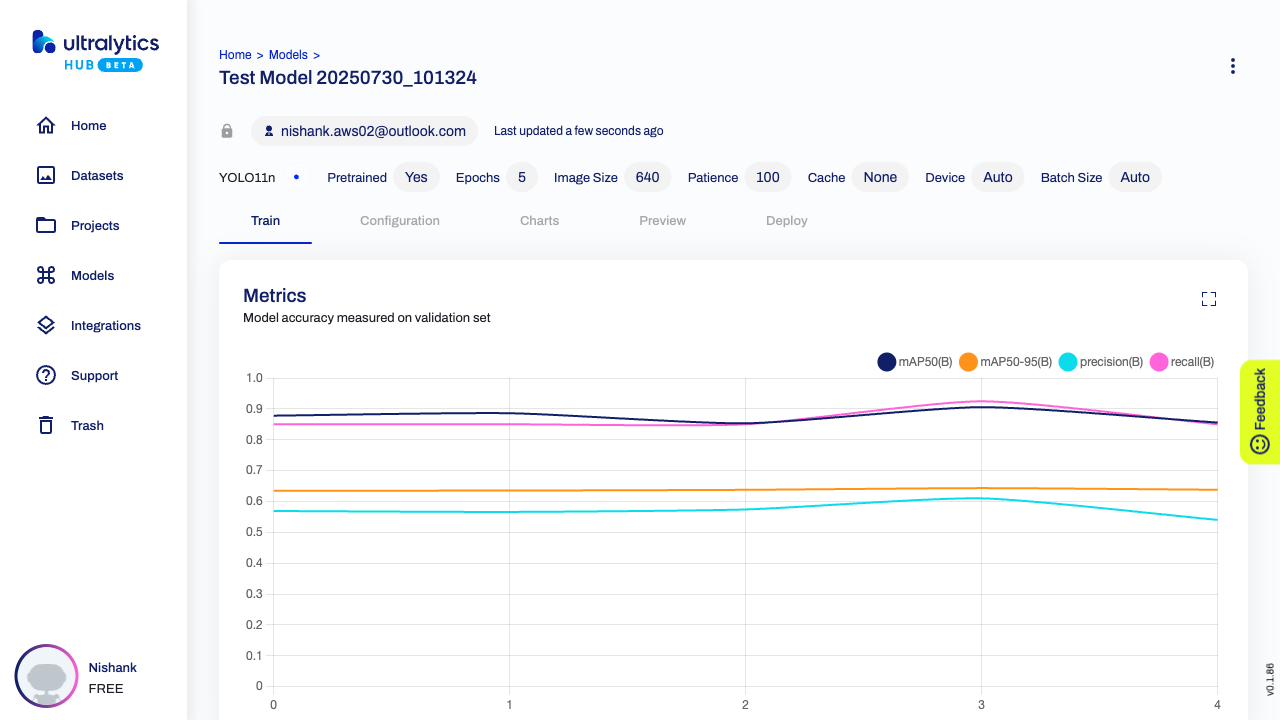 ultralytics
HUB BETA
Home
Datasets
Projects
Models
Integrations
Support
Trash
Nishank
FREE
Home > Models >
Test Model 20250730_101324
nishank.aws02@outlook.com Last updated a few seconds ago
YOLO11n • Pretrained Yes Epochs 5 Image Size 640 Patience 100 Cache None Device Auto Batch Size Auto
Train Configuration Charts Preview Deploy
Metrics
Model accuracy measured on validation set
mAP50(B) mAP50-95(B) precision(B) recall(B)
1.0
0.9
0.8
0.7
0.6
0.5
0.4
0.3
0.2
0.1
0
0 1 2 3 4
Feedback
v0.1.86